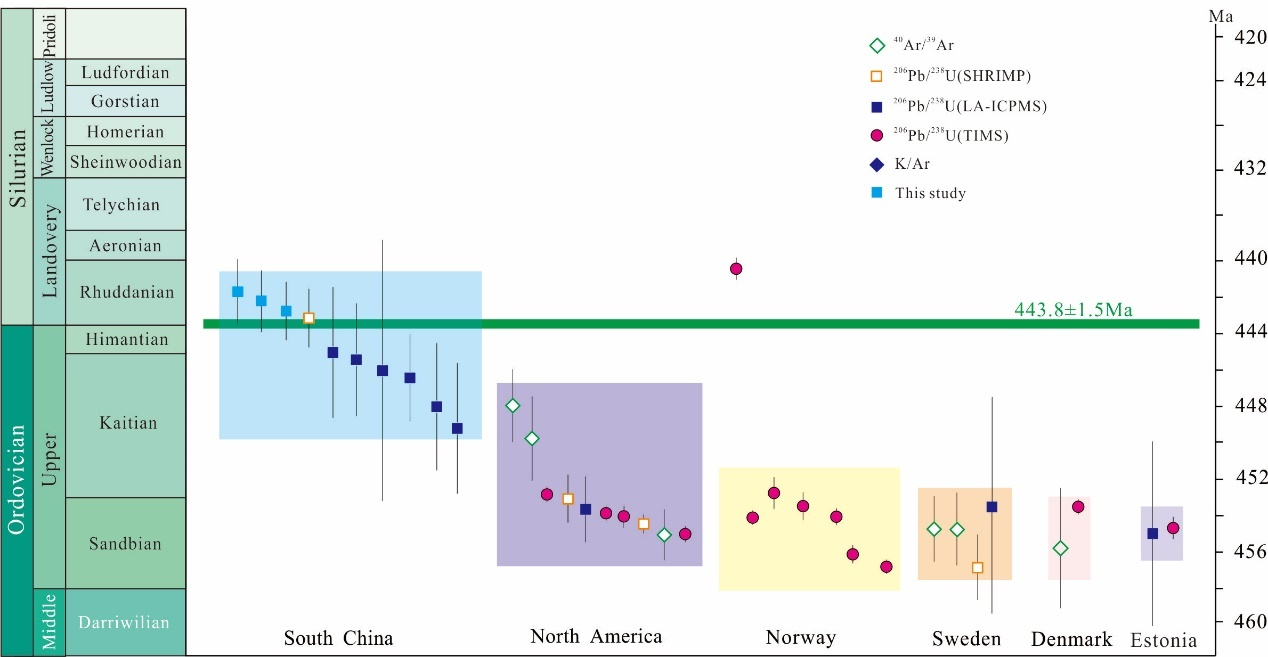 Ma
420
424
432
440
444
448
452
456
460
⁴⁰Ar/³⁹Ar
²⁰⁶Pb/²³⁸U(SHRIMP)
²⁰⁶Pb/²³⁸U(LA-ICPMS)
²⁰⁶Pb/²³⁸U(TIMS)
K/Ar
This study
443.8±1.5Ma
Silurian
Ordovician
Pridoli
Ludlow
Wenlock
Landovery
Upper
Middle
Ludfordian
Gorstian
Homerian
Sheinwoodian
Telychian
Aeronian
Rhuddanian
Himantian
Kaitian
Sandbian
Darriwilian
South China
North America
Norway
Sweden
Denmark
Estonia